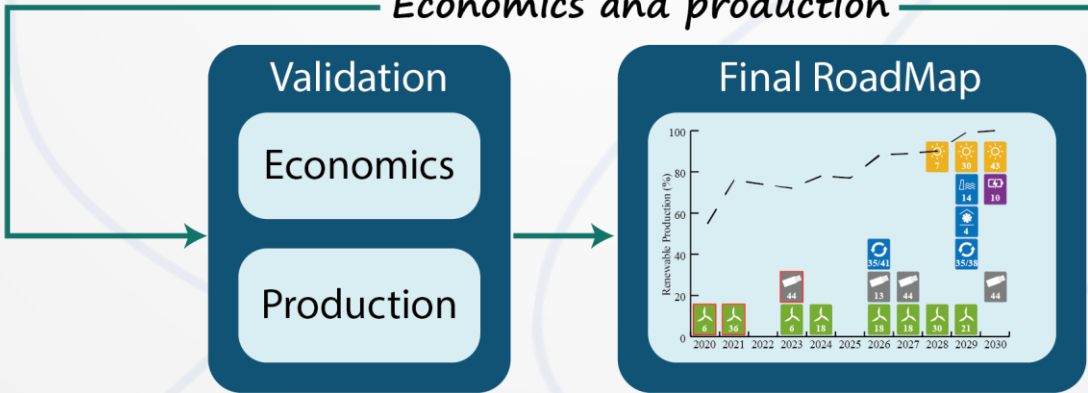 Economics and production
Validation
Economics
Production
Final RoadMap
Renewable Production (%)
100
80
60
40
20
0
7 30 43
14 10
4
35/41 35/38
44 13 44 44
6 36 6 18 18 18 30 21
2020 2021 2022 2023 2024 2025 2026 2027 2028 2029 2030